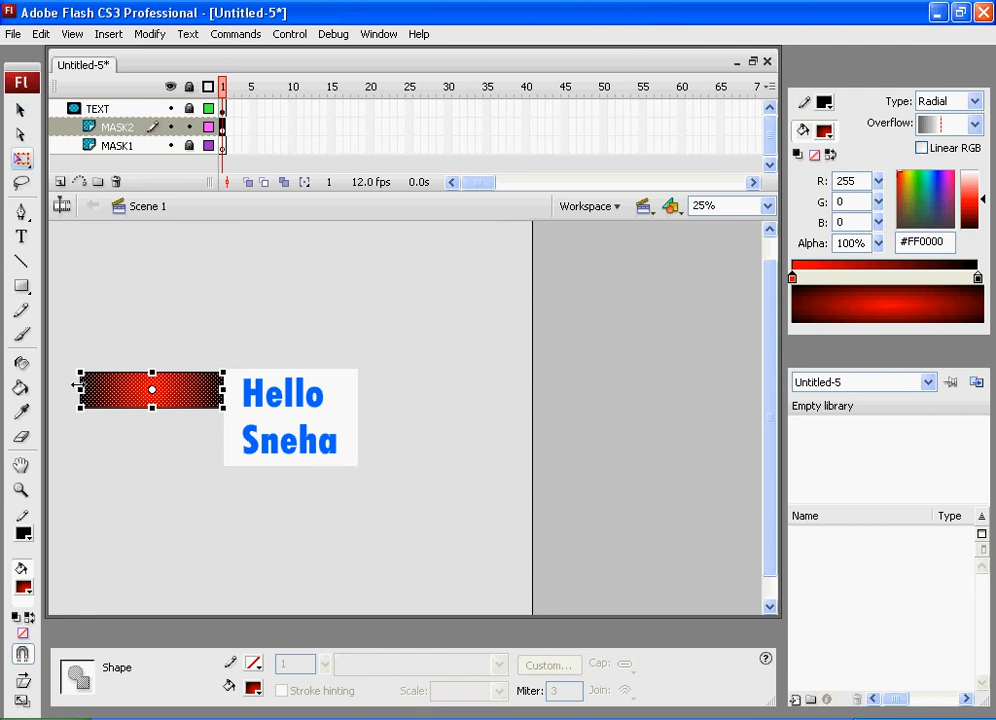 Fl Adobe Flash CS3 Professional - [Untitled-5*]
File Edit View Insert Modify Text Commands Control Debug Window Help
Fl
Untitled-5*
1 5 10 15 20 25 30 35 40 45 50 55 60 65 7
TEXT
MASK2
MASK1
1 12.0 fps 0.0s
Scene 1 Workspace 25%
Type: Radial
Overflow:
Linear RGB
R: 255
G: 0
B: 0
Alpha: 100% #FF0000
Hello
Sneha
Untitled-5
Empty library
Name Type
Shape 1 Custom... Cap:
Stroke hinting Scale: Miter: 3 Join: